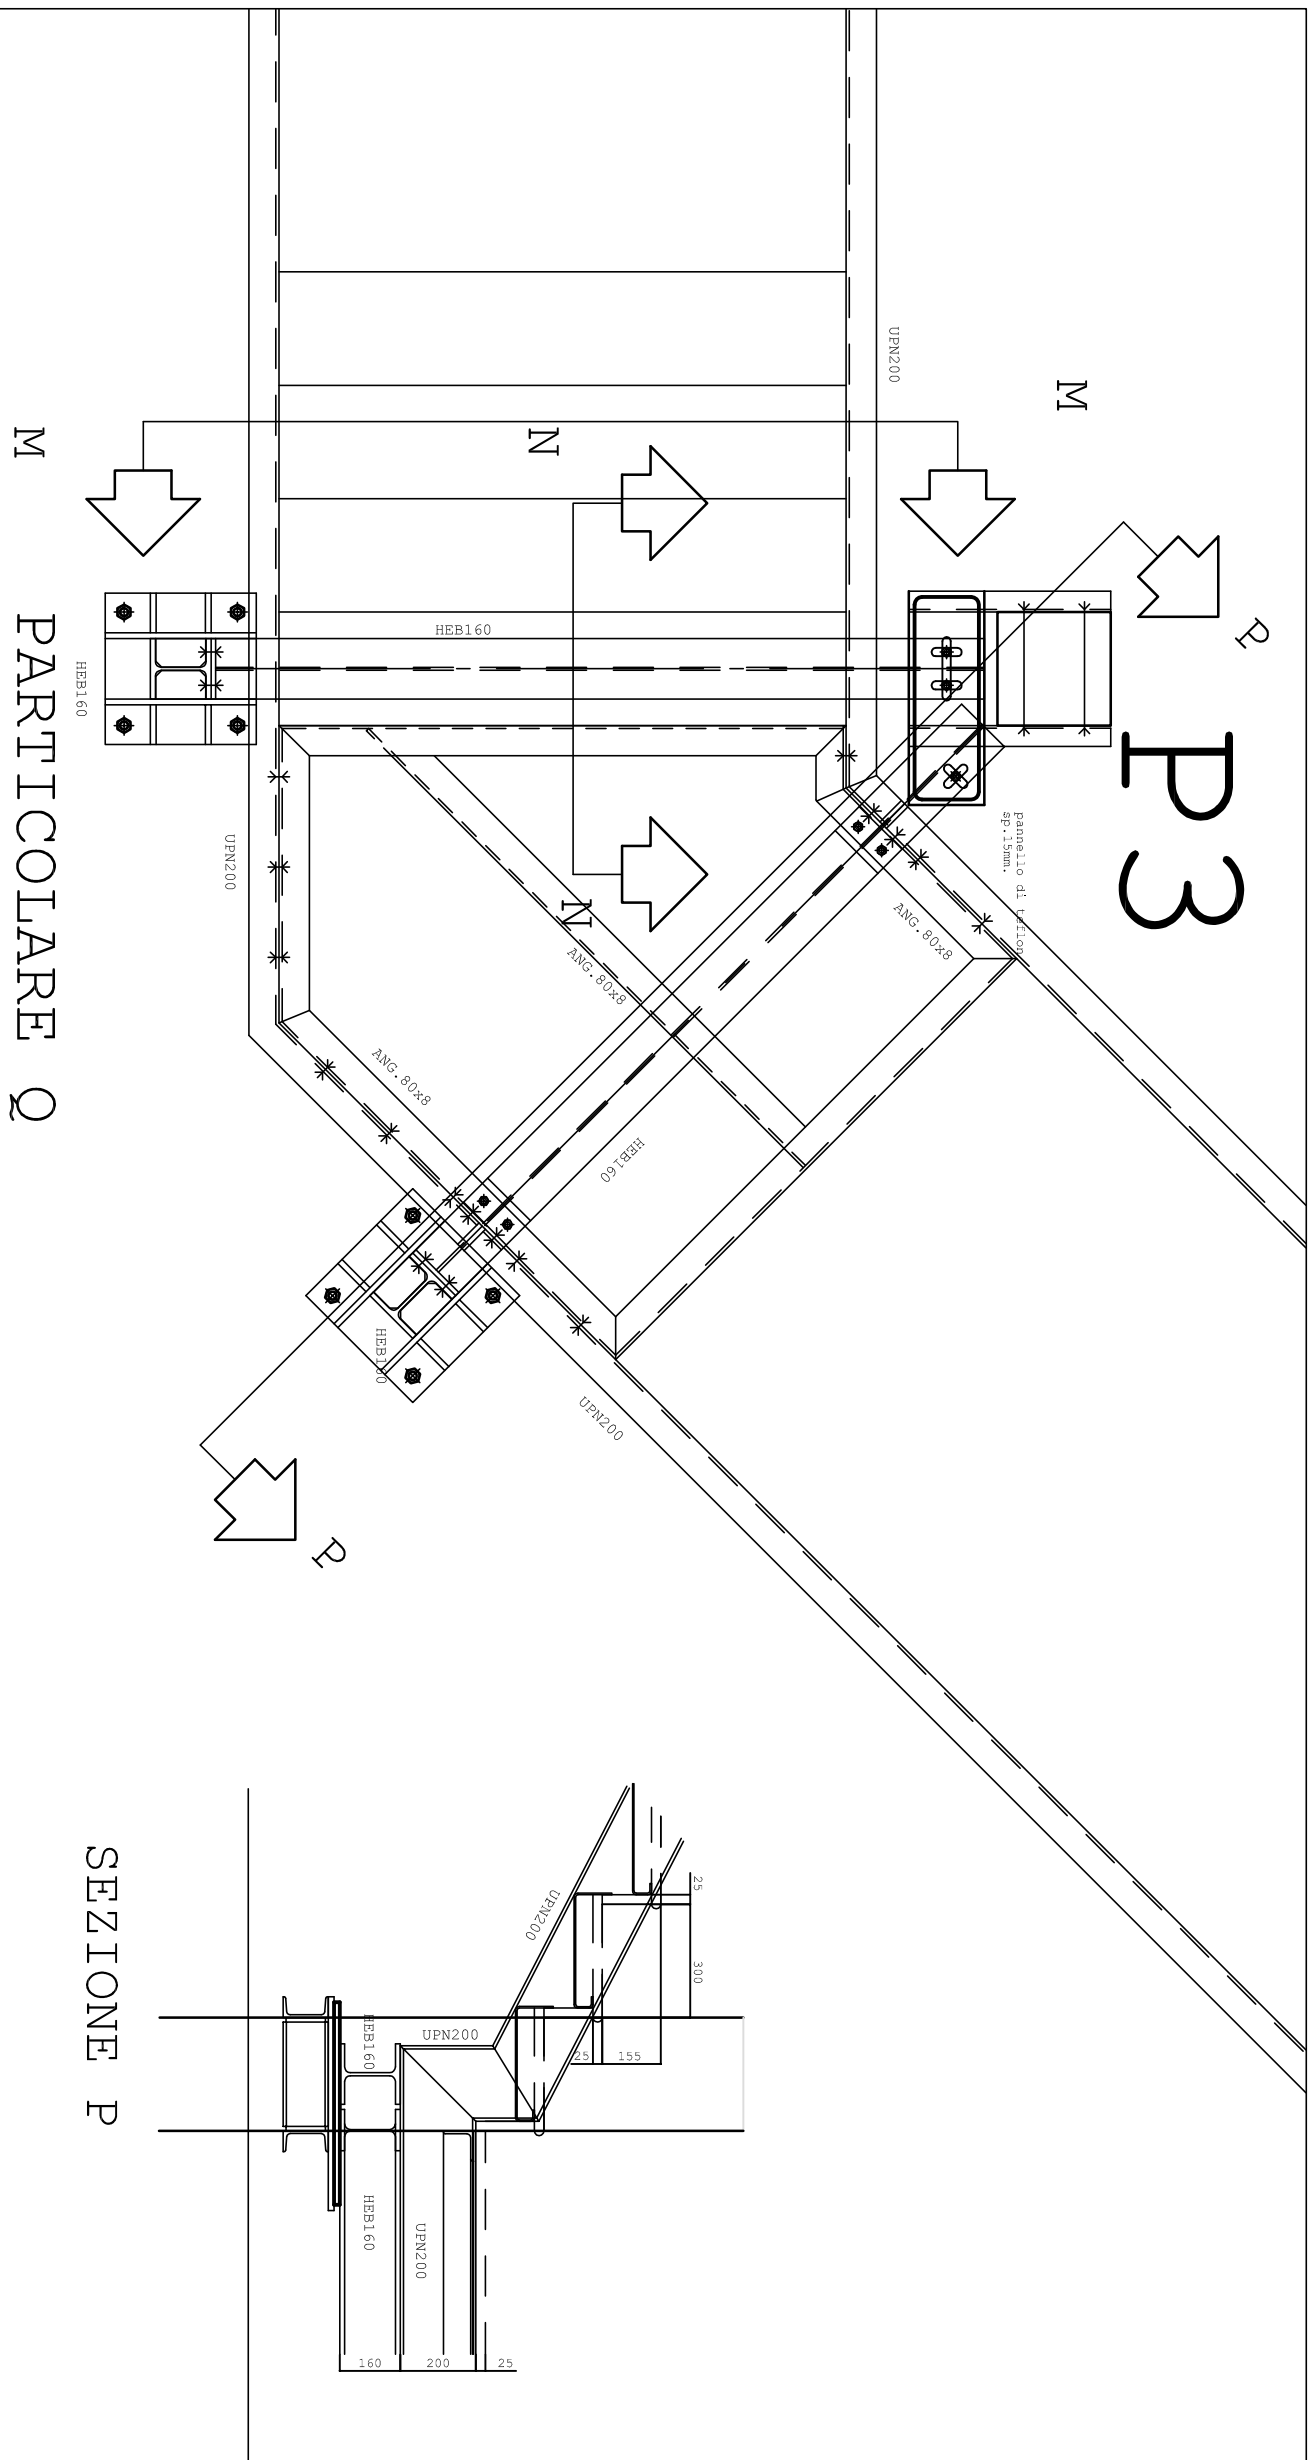 P3
M
M
N
N
P
P
UPN200
HEB160
HEB160
UPN200
pannello di teflon
sp.15mm.
ANG.80x8
ANG.80x8
ANG.80x8
HEB160
HEB160
UPN200
PARTICOLARE Q
UPN200
25
300
25
155
UPN200
HEB160
HEB160
UPN200
160
200
25
SEZIONE P